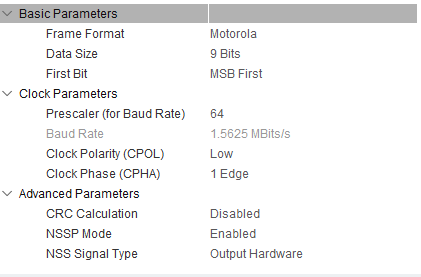 Basic Parameters
Frame Format Motorola
Data Size 9 Bits
First Bit MSB First
Clock Parameters
Prescaler (for Baud Rate) 64
Baud Rate 1.5625 MBits/s
Clock Polarity (CPOL) Low
Clock Phase (CPHA) 1 Edge
Advanced Parameters
CRC Calculation Disabled
NSSP Mode Enabled
NSS Signal Type Output Hardware